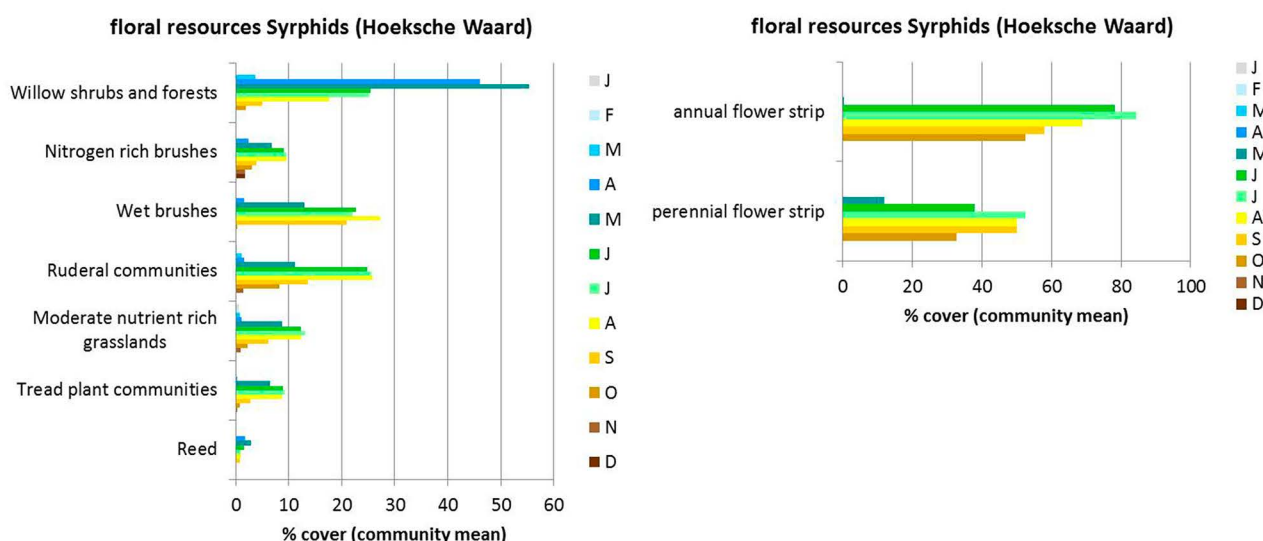 floral resources Syrphids (Hoeksche Waard)
Willow shrubs and forests
Nitrogen rich brushes
Wet brushes
Ruderal communities
Moderate nutrient rich
grasslands
Tread plant communities
Reed
0 10 20 30 40 50 60
% cover (community mean)
J
F
M
A
M
J
J
A
S
O
N
D
floral resources Syrphids (Hoeksche Waard)
annual flower strip
perennial flower strip
0 20 40 60 80 100
% cover (community mean)
J
F
M
A
M
J
J
A
S
O
N
D